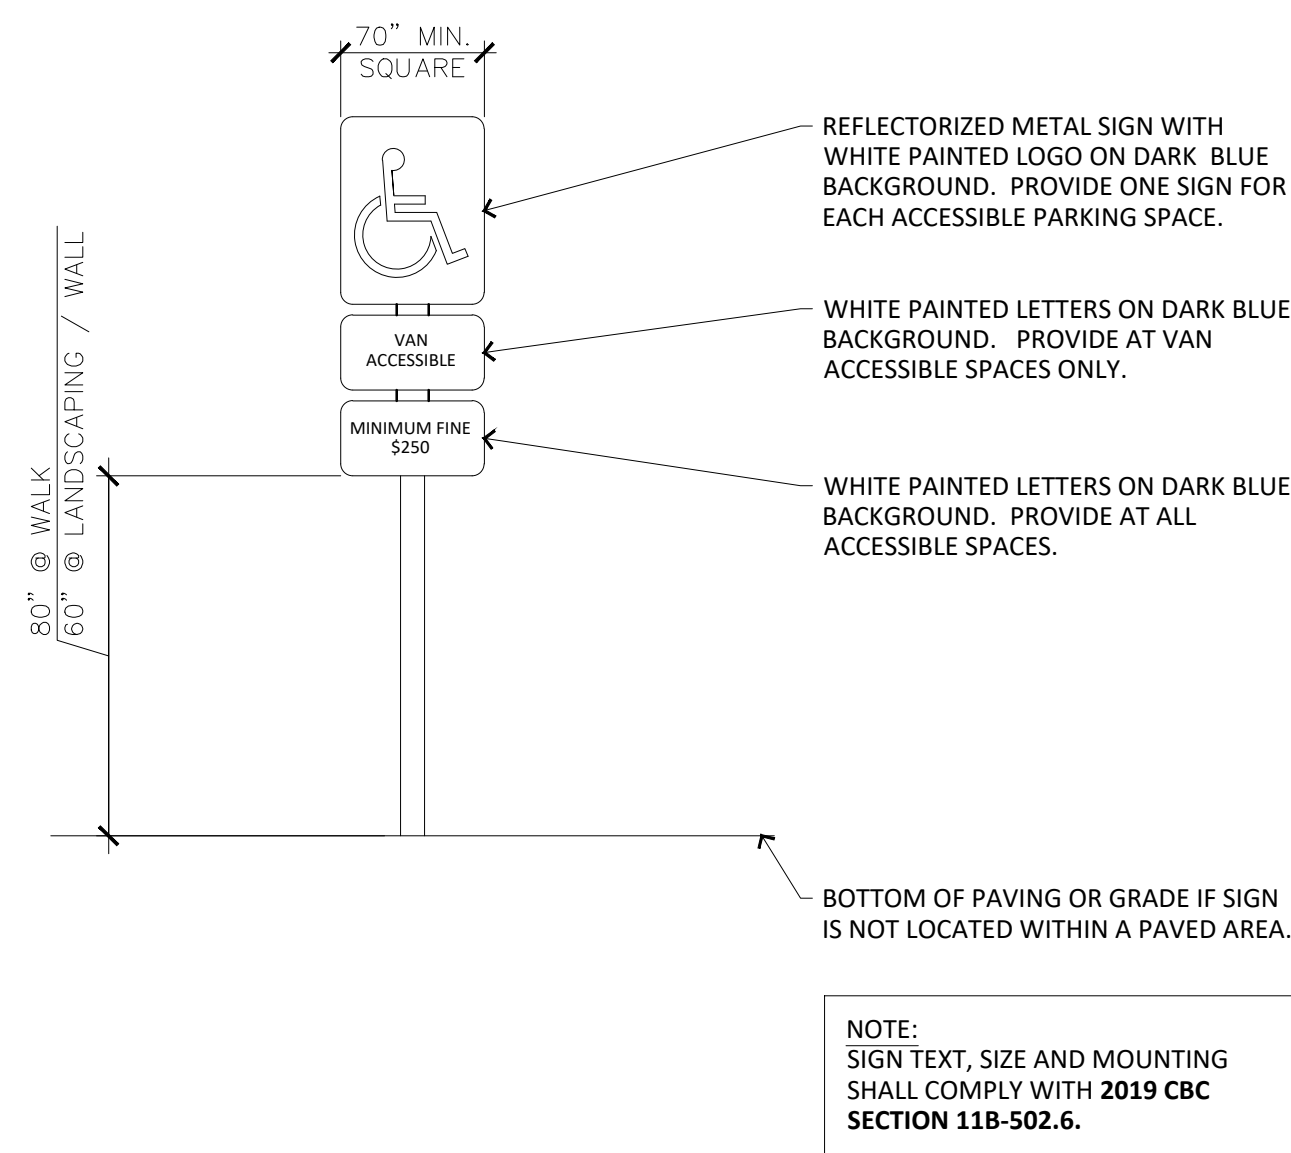 70" MIN.
SQUARE
REFLECTORIZED METAL SIGN WITH
WHITE PAINTED LOGO ON DARK BLUE
BACKGROUND. PROVIDE ONE SIGN FOR
EACH ACCESSIBLE PARKING SPACE.
VAN
ACCESSIBLE
WHITE PAINTED LETTERS ON DARK BLUE
BACKGROUND. PROVIDE AT VAN
ACCESSIBLE SPACES ONLY.
MINIMUM FINE
$250
WHITE PAINTED LETTERS ON DARK BLUE
BACKGROUND. PROVIDE AT ALL
ACCESSIBLE SPACES.
80" @ WALK
60" @ LANDSCAPING / WALL
BOTTOM OF PAVING OR GRADE IF SIGN
IS NOT LOCATED WITHIN A PAVED AREA.
NOTE:
SIGN TEXT, SIZE AND MOUNTING
SHALL COMPLY WITH 2019 CBC
SECTION 11B-502.6.